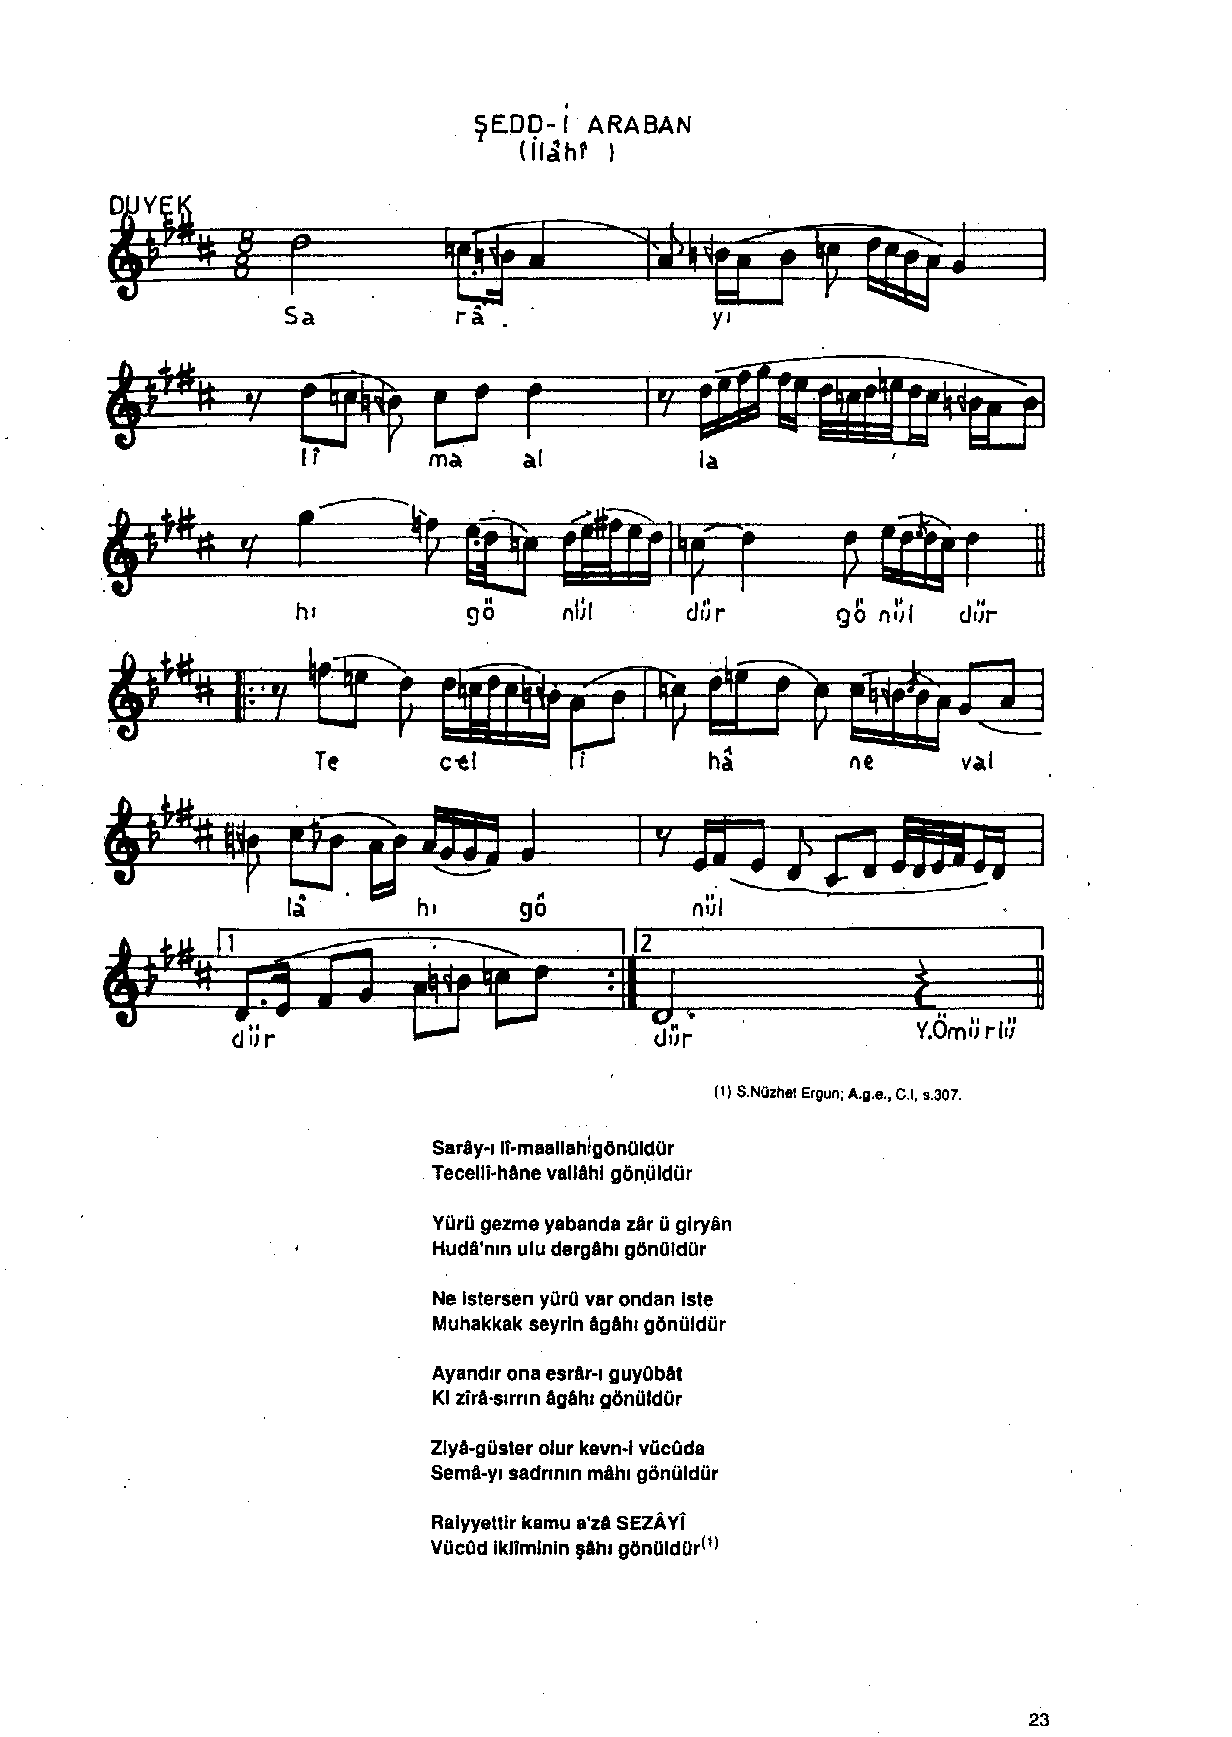 ŞEDD-İ ARABAN
(İlâhî )
DUYEK
8
8
Sa râ yı
lî ma al la
hı gö nül dür gö nül dür
Te cel lî hâ ne val
lâ hı gö nül
1 2
dür dür Y.Ömürlü
(1) S.Nüzhet Ergun; A.g.e., C.I, s.307.
Sarây-ı lî-maallahi gönüldür
Tecellî-hâne vallâhi gönüldür
Yürü gezme yabanda zâr ü giryân
Hudâ'nın ulu dergâhı gönüldür
Ne istersen yürü var ondan iste
Muhakkak seyrin âgâhı gönüldür
Ayandır ona esrâr-ı guyûbât
Ki zîrâ-sırrın âgâhı gönüldür
Ziyâ-güster olur kevn-i vücûda
Semâ-yı sadrının mâhı gönüldür
Raiyyettir kamu a'zâ SEZÂYÎ
Vücûd iklîminin şâhı gönüldür(1)
23